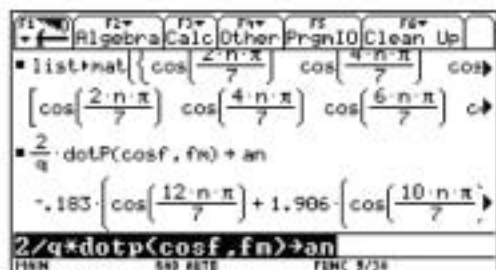 F1 F2 F3 F4 F5 F6
Algebra Calc Other PrgmIO Clean Up
▪ list▸mat({cos(2·n·π/7) cos(4·n·π/7) cos▸
[cos(2·n·π/7) cos(4·n·π/7) cos(6·n·π/7) c▸
▪ 2/q·dotP(cosf, fm) → an
-.183·(cos(12·n·π/7) + 1.906·(cos(10·n·π/7)▸
2/q*dotp(cosf,fm)→an
MAIN RAD AUTO FUNC 9/30